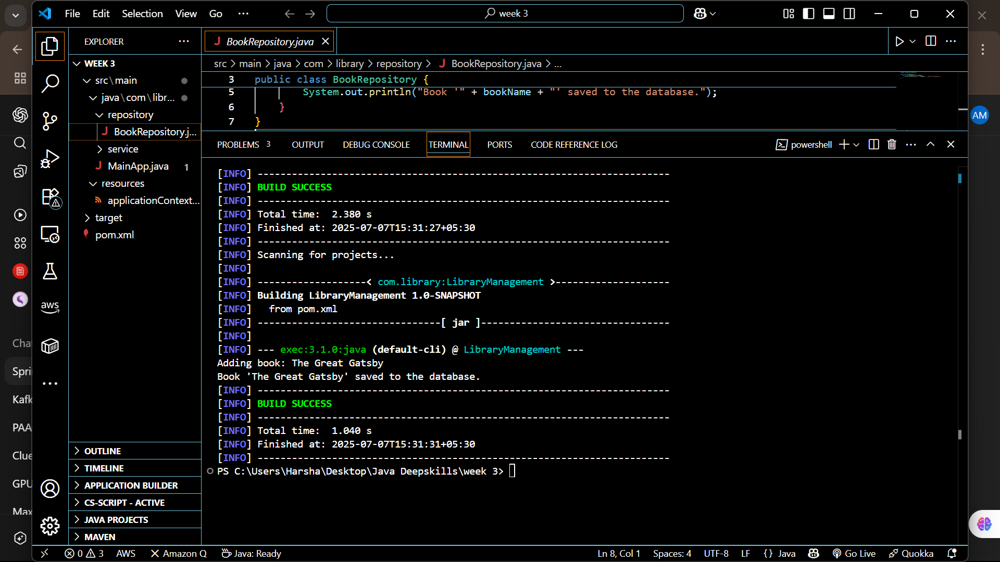 File Edit Selection View Go ··· week 3
EXPLORER ···
BookRepository.java
WEEK 3
src > main > java > com > library > repository > BookRepository.java > ...
src\main
java\com\libr...
repository
BookRepository.j...
service
MainApp.java 1
resources
applicationContext...
target
pom.xml
3 public class BookRepository {
5 System.out.println("Book '" + bookName + "' saved to the database.");
6 }
7 }
PROBLEMS 3 OUTPUT DEBUG CONSOLE TERMINAL PORTS CODE REFERENCE LOG powershell
[INFO] ------------------------------------------------------------------------
[INFO] BUILD SUCCESS
[INFO] ------------------------------------------------------------------------
[INFO] Total time:  2.380 s
[INFO] Finished at: 2025-07-07T15:31:27+05:30
[INFO] ------------------------------------------------------------------------
[INFO] Scanning for projects...
[INFO]
[INFO] -------------------< com.library:LibraryManagement >--------------------
[INFO] Building LibraryManagement 1.0-SNAPSHOT
[INFO]   from pom.xml
[INFO] --------------------------------[ jar ]---------------------------------
[INFO]
[INFO] --- exec:3.1.0:java (default-cli) @ LibraryManagement ---
Adding book: The Great Gatsby
Book 'The Great Gatsby' saved to the database.
[INFO] ------------------------------------------------------------------------
[INFO] BUILD SUCCESS
[INFO] ------------------------------------------------------------------------
[INFO] Total time:  1.040 s
[INFO] Finished at: 2025-07-07T15:31:31+05:30
[INFO] ------------------------------------------------------------------------
PS C:\Users\Harsha\Desktop\Java Deepskills\week 3>
OUTLINE
TIMELINE
APPLICATION BUILDER
CS-SCRIPT - ACTIVE
JAVA PROJECTS
MAVEN
aws
Cha
Spri
Kafk
PAA
Clue
GPU
Max
AM
0 3 AWS Amazon Q Java: Ready Ln 8, Col 1 Spaces: 4 UTF-8 LF {} Java Go Live Quokka